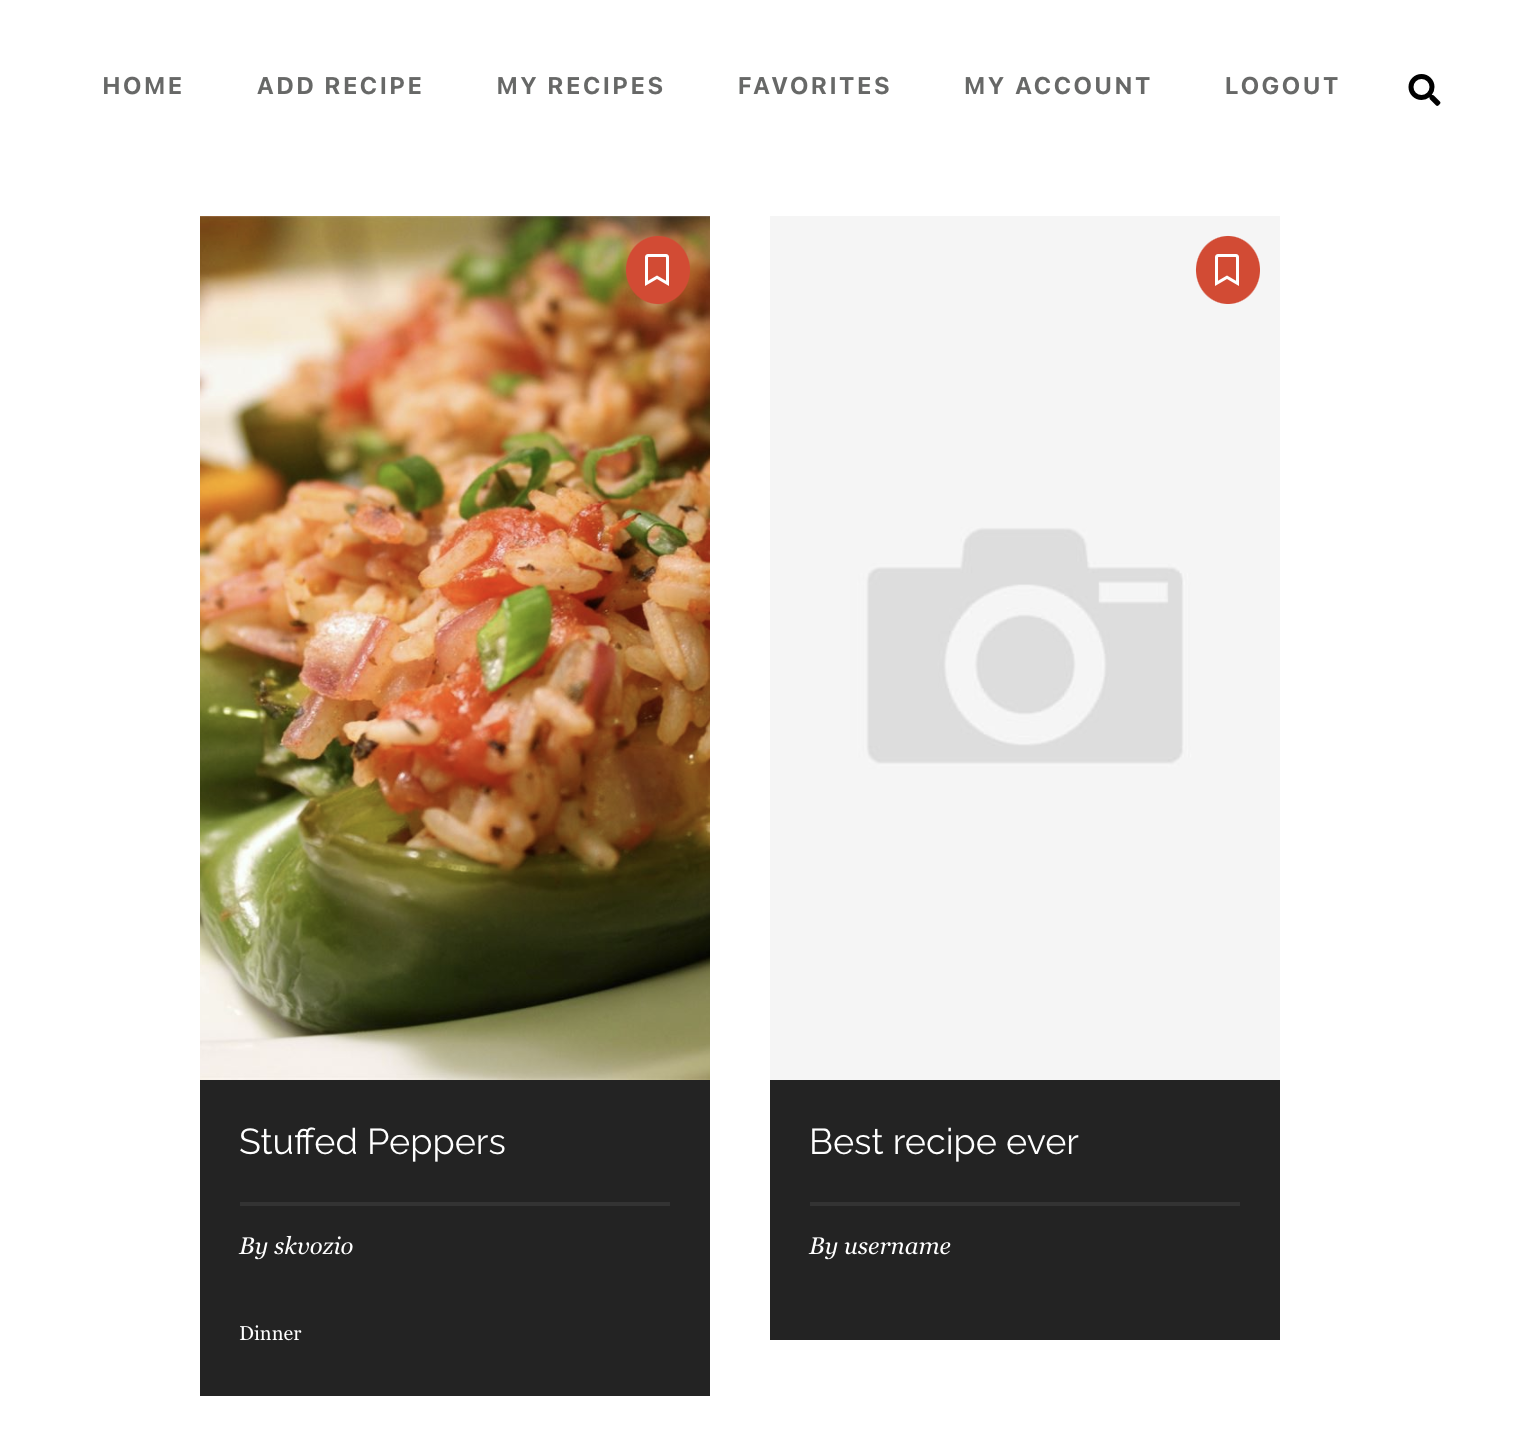 HOME ADD RECIPE MY RECIPES FAVORITES MY ACCOUNT LOGOUT
Stuffed Peppers
By skvozio
Dinner
Best recipe ever
By username